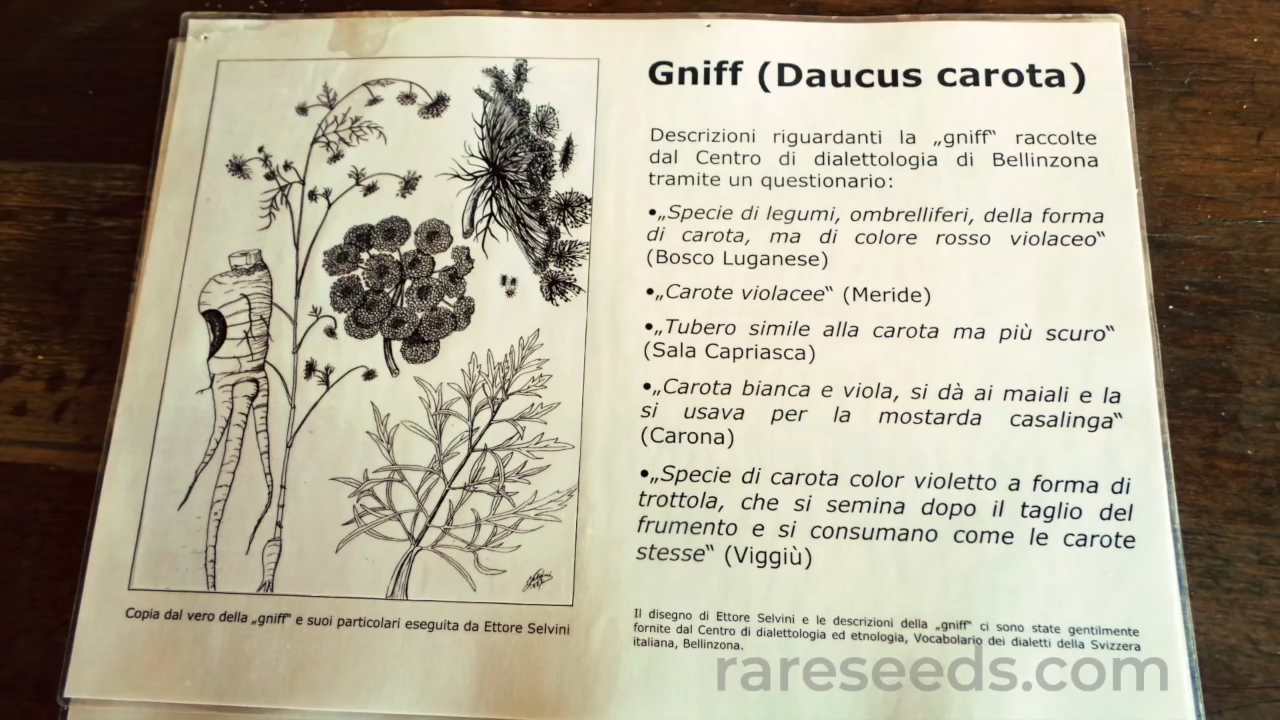 Gniff (Daucus carota)
Descrizioni riguardanti la „gniff“ raccolte
dal Centro di dialettologia di Bellinzona
tramite un questionario:
•„Specie di legumi, ombrelliferi, della forma
di carota, ma di colore rosso violaceo“
(Bosco Luganese)
•„Carote violacee“ (Meride)
•„Tubero simile alla carota ma più scuro“
(Sala Capriasca)
•„Carota bianca e viola, si dà ai maiali e la
si usava per la mostarda casalinga“
(Carona)
•„Specie di carota color violetto a forma di
trottola, che si semina dopo il taglio del
frumento e si consumano come le carote
stesse“ (Viggiù)
Copia dal vero della „gniff“ e suoi particolari eseguita da Ettore Selvini
Il disegno di Ettore Selvini e le descrizioni della „gniff“ ci sono state gentilmente
fornite dal Centro di dialettologia ed etnologia, Vocabolario dei dialetti della Svizzera
italiana, Bellinzona.
rareseeds.com